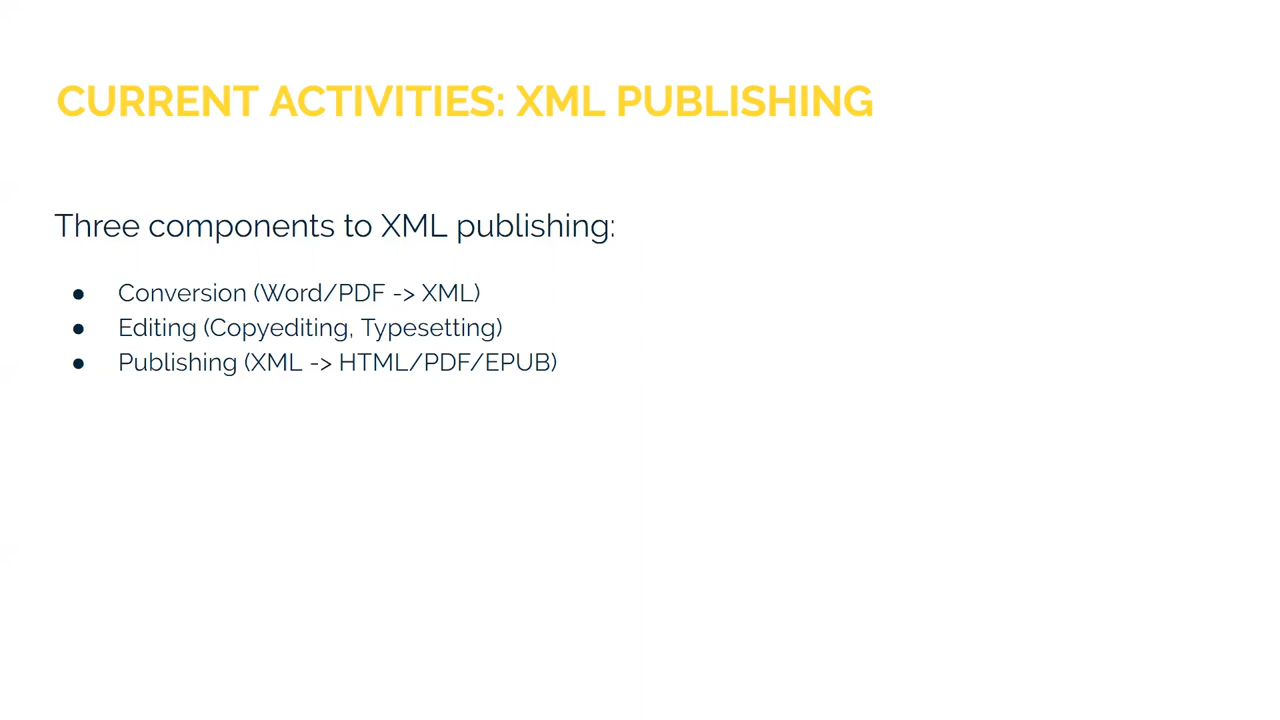 CURRENT ACTIVITIES: XML PUBLISHING
Three components to XML publishing:
● Conversion (Word/PDF -> XML)
● Editing (Copyediting, Typesetting)
● Publishing (XML -> HTML/PDF/EPUB)